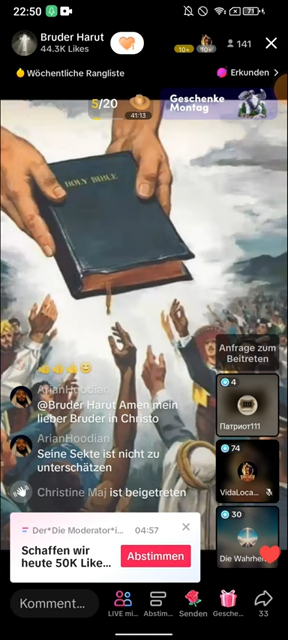 22:50
71
Bruder Harut
44.3K Likes
10+
10+
141
Wöchentliche Rangliste
Erkunden >
5/20
41:13
Geschenke
Montag
HOLY BIBLE
ArianHoodian
@Bruder Harut Amen mein
lieber Bruder in Christo
ArianHoodian
Seine Sekte ist nicht zu
unterschätzen
Christine Maj ist beigetreten
Anfrage zum
Beitreten
4
Патриот111
74
VidaLoca...
30
Die Wahrhe...
Der*Die Moderator*i...
04:57
Schaffen wir
heute 50K Like...
Abstimmen
Komment...
LIVE mi...
Abstim...
Senden
Gesche...
33